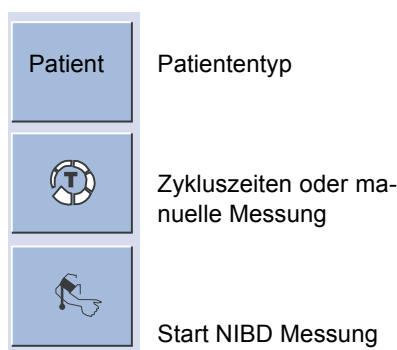 Patient Patiententyp
T
Zykluszeiten oder ma-
nuelle Messung
Start NIBD Messung